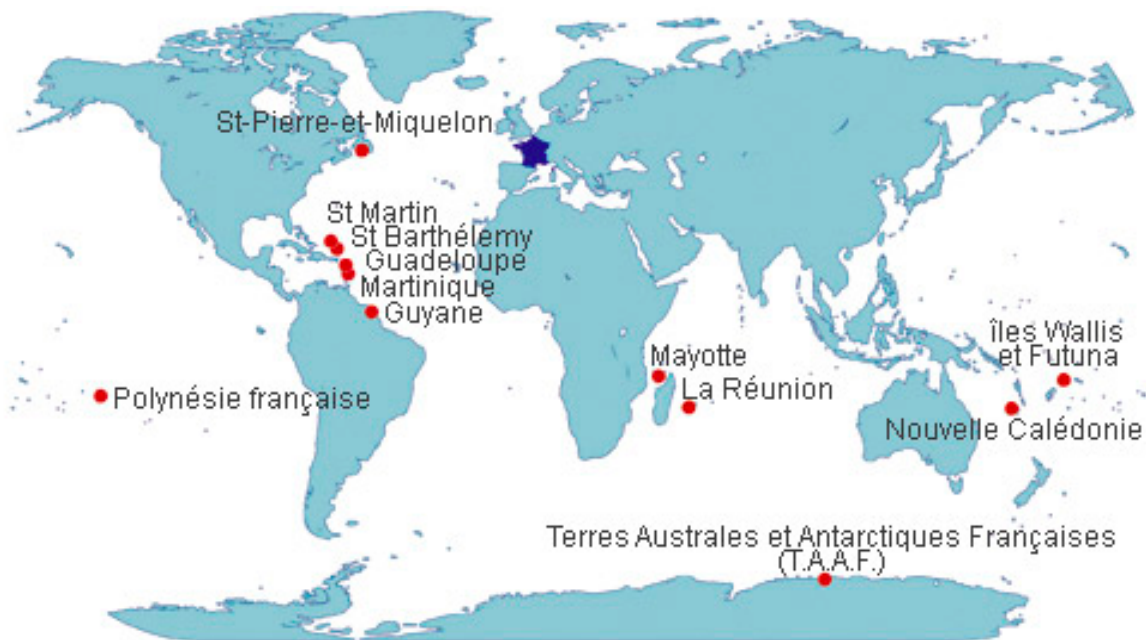 St-Pierre-et-Miquelon
St Martin
St Barthélemy
Guadeloupe
Martinique
Guyane
îles Wallis
et Futuna
Mayotte
La Réunion
Polynésie française
Nouvelle Calédonie
Terres Australes et Antarctiques Françaises
(T.A.A.F.)